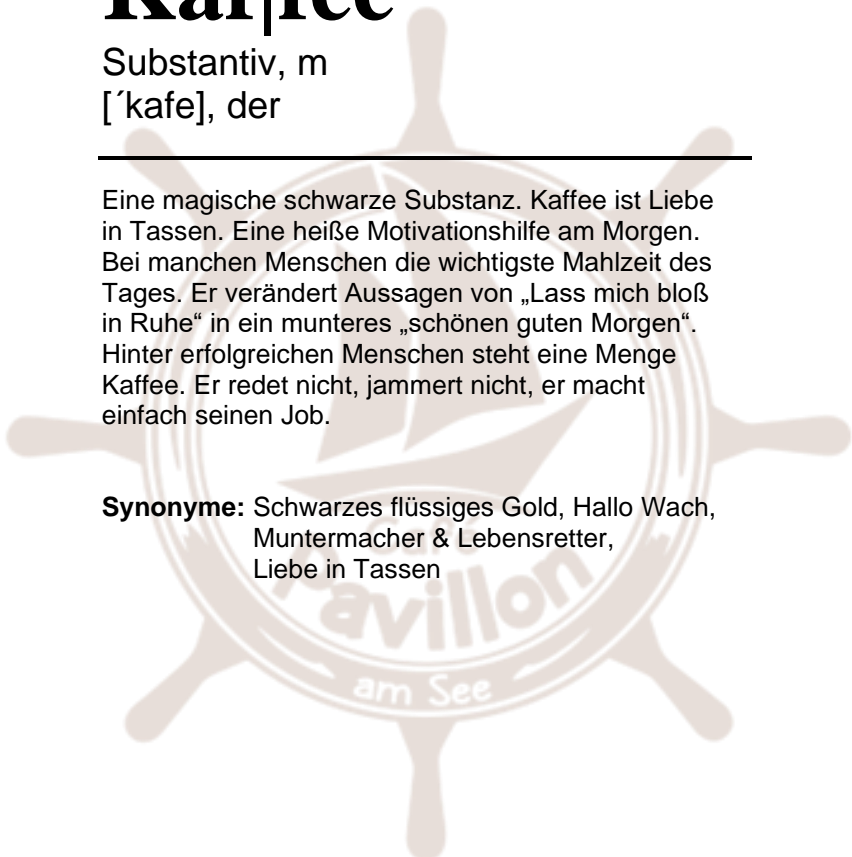 Kaf|fee
Substantiv, m
[´kafe], der
Eine magische schwarze Substanz. Kaffee ist Liebe
in Tassen. Eine heiße Motivationshilfe am Morgen.
Bei manchen Menschen die wichtigste Mahlzeit des
Tages. Er verändert Aussagen von „Lass mich bloß
in Ruhe“ in ein munteres „schönen guten Morgen“.
Hinter erfolgreichen Menschen steht eine Menge
Kaffee. Er redet nicht, jammert nicht, er macht
einfach seinen Job.
Synonyme: Schwarzes flüssiges Gold, Hallo Wach,
Muntermacher & Lebensretter,
Liebe in Tassen
Café
Pavillon
am See